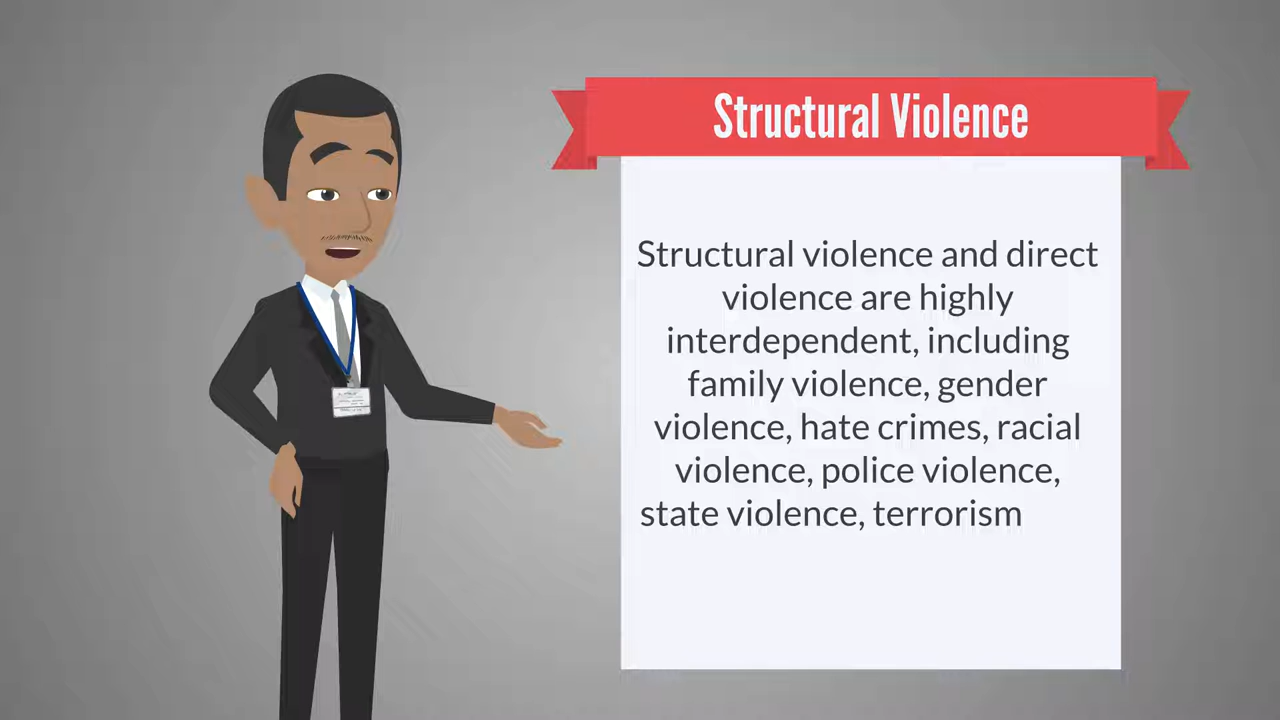 Structural Violence
Structural violence and direct
violence are highly
interdependent, including
family violence, gender
violence, hate crimes, racial
violence, police violence,
state violence, terrorism